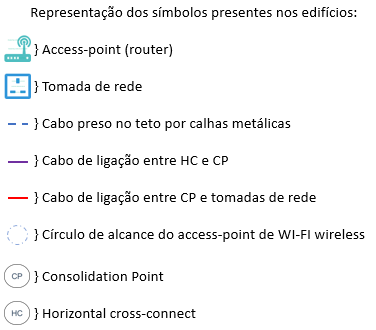 Representação dos símbolos presentes nos edifícios:
} Access-point (router)
} Tomada de rede
} Cabo preso no teto por calhas metálicas
} Cabo de ligação entre HC e CP
} Cabo de ligação entre CP e tomadas de rede
} Círculo de alcance do access-point de WI-FI wireless
CP } Consolidation Point
HC } Horizontal cross-connect